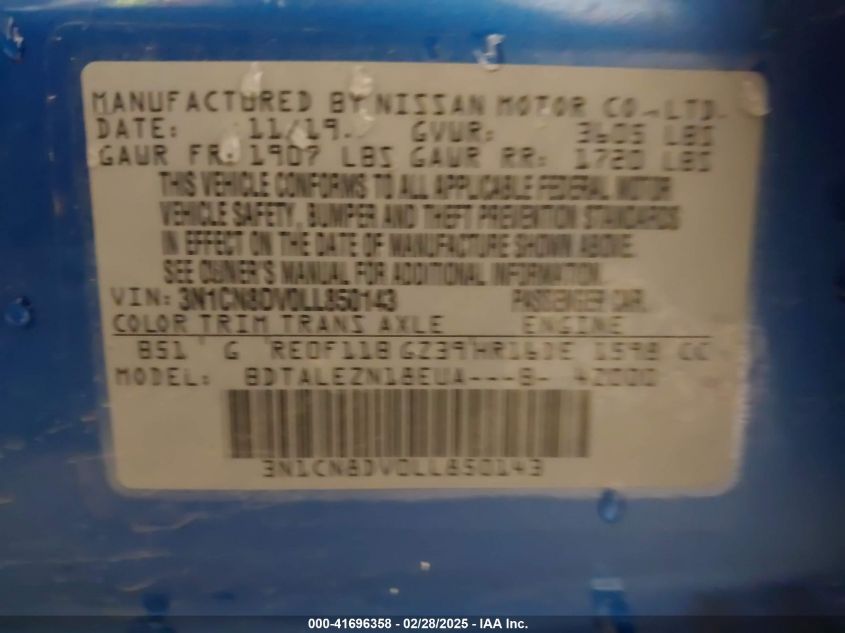 MANUFACTURED BY NISSAN MOTOR CO., LTD.
DATE: 11/19. GVWR: 3605 LBS
GAWR FR: 1907 LBS GAWR RR: 1720 LBS
THIS VEHICLE CONFORMS TO ALL APPLICABLE FEDERAL MOTOR
VEHICLE SAFETY, BUMPER AND THEFT PREVENTION STANDARDS
IN EFFECT ON THE DATE OF MANUFACTURE SHOWN ABOVE.
SEE OWNER'S MANUAL FOR ADDITIONAL INFORMATION.
VIN: 3N1CN8DV0LL850143 PASSENGER CAR.
COLOR TRIM TRANS AXLE ENGINE
B51 G RE0F11B GZ39 HR16DE 1598 CC
MODEL: BDTALEZN18EUA---B- 42000
3N1CN8DV0LL850143
000-41696358 - 02/28/2025 - IAA Inc.